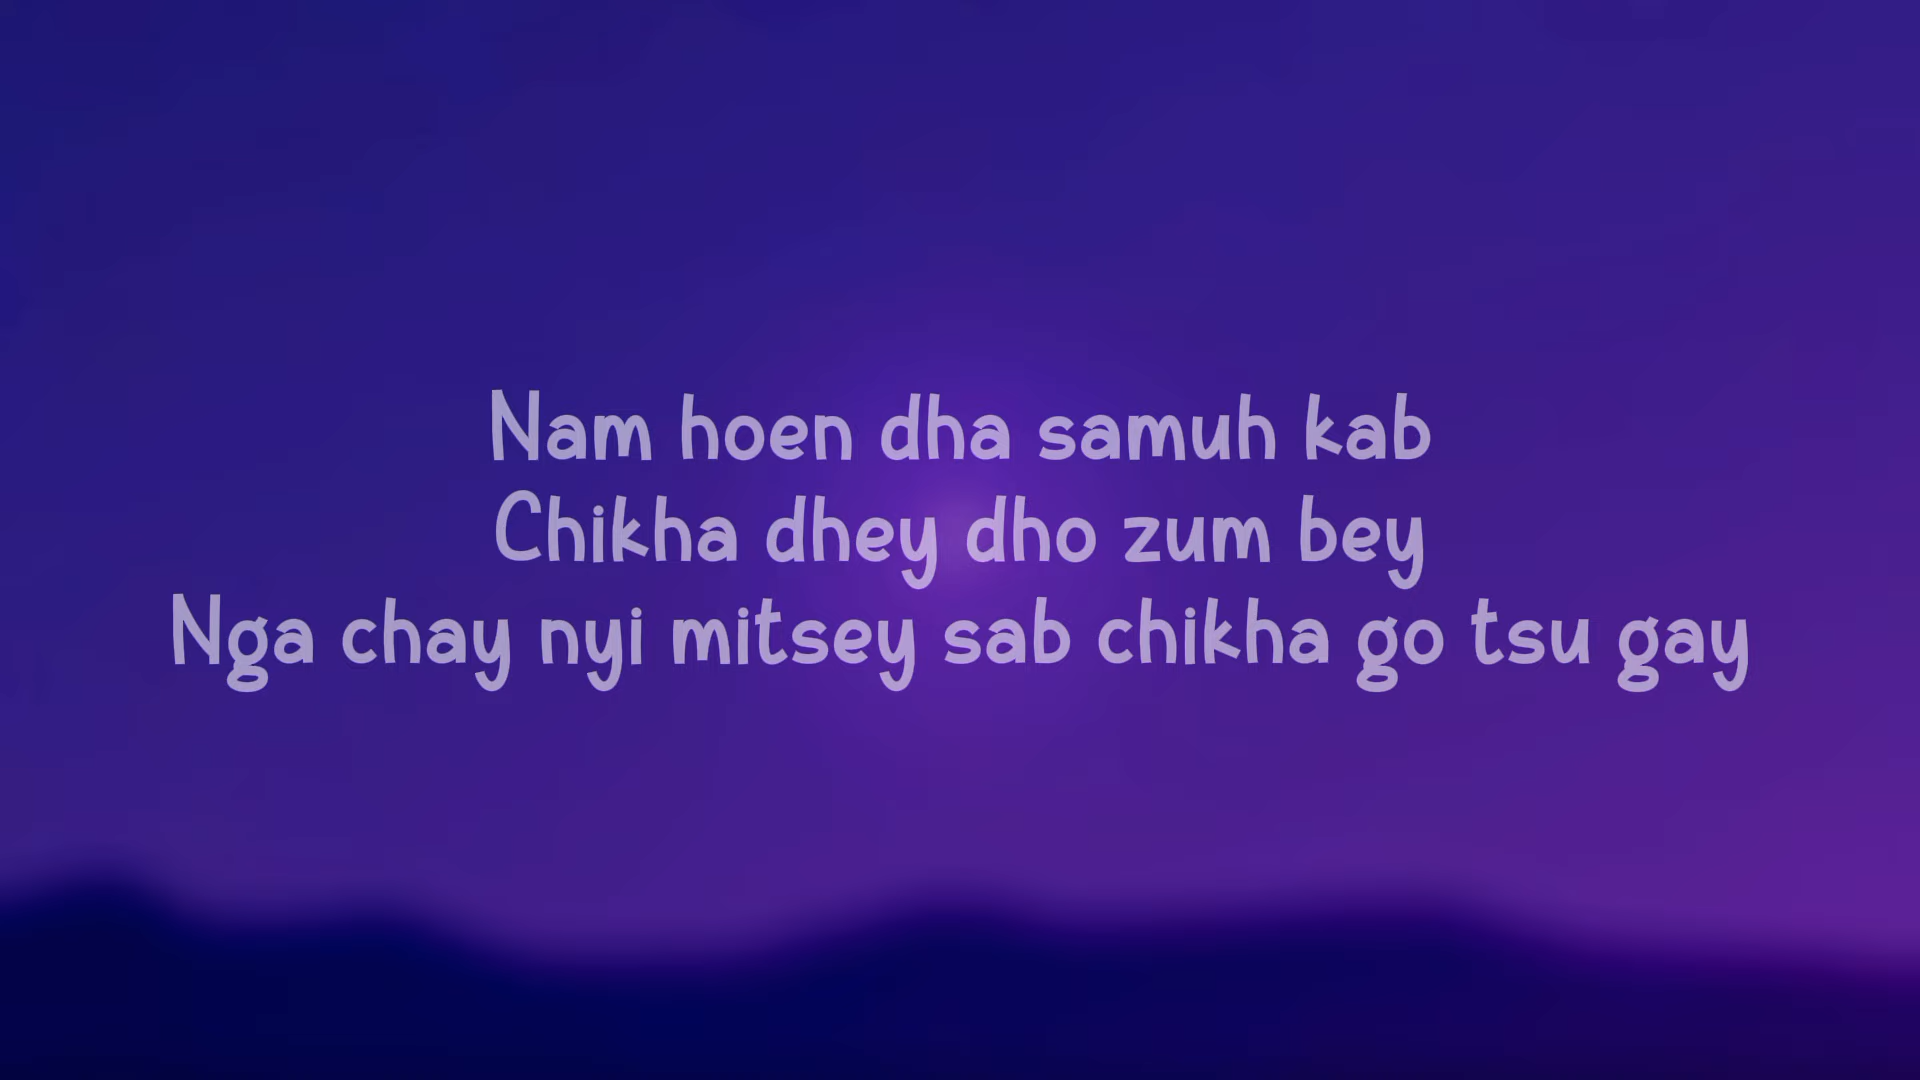 Nam hoen dha samuh kab
Chikha dhey dho zum bey
Nga chay nyi mitsey sab chikha go tsu gay